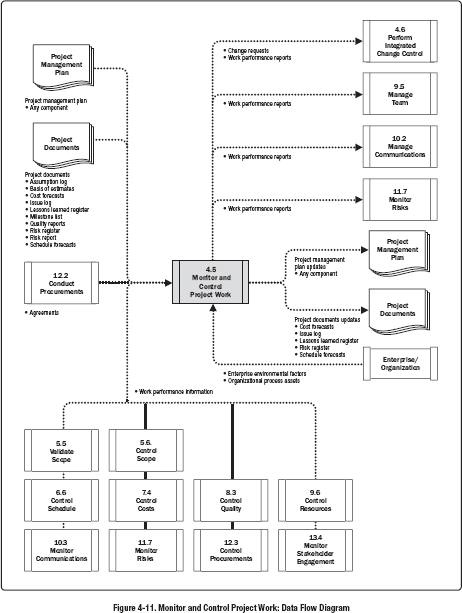 4.6
Perform
Integrated
Change Control
• Change requests
• Work performance reports
Project
Management
Plan
Project management plan
• Any component
9.5
Manage
Team
• Work performance reports
Project
Documents
10.2
Manage
Communications
• Work performance reports
Project documents
• Assumption log
• Basis of estimates
• Cost forecasts
• Issue log
• Lessons learned register
• Milestone list
• Quality reports
• Risk register
• Risk report
• Schedule forecasts
11.7
Monitor
Risks
• Work performance reports
12.2
Conduct
Procurements
• Agreements
4.5
Monitor and
Control
Project Work
Project management
plan updates
• Any component
Project
Management
Plan
Project documents updates
• Cost forecasts
• Issue log
• Lessons learned register
• Risk register
• Schedule forecasts
Project
Documents
Enterprise/
Organization
• Enterprise environmental factors
• Organizational process assets
• Work performance information
5.5
Validate
Scope
5.6.
Control
Scope
6.6
Control
Schedule
7.4
Control
Costs
8.3
Control
Quality
9.6
Control
Resources
10.3
Monitor
Communications
11.7
Monitor
Risks
12.3
Control
Procurements
13.4
Monitor
Stakeholder
Engagement
Figure 4-11. Monitor and Control Project Work: Data Flow Diagram